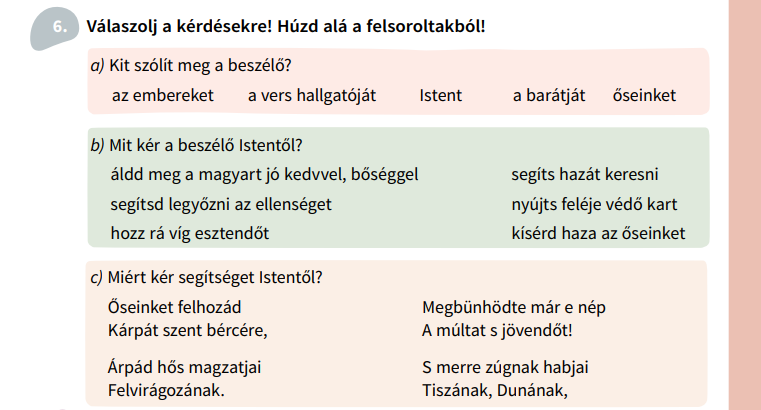 6. Válaszolj a kérdésekre! Húzd alá a felsoroltakból!
a) Kit szólít meg a beszélő?
az embereket a vers hallgatóját Istent a barátját őseinket
b) Mit kér a beszélő Istentől?
áldd meg a magyart jó kedvvel, bőséggel segíts hazát keresni
segítsd legyőzni az ellenséget nyújts feléje védő kart
hozz rá víg esztendőt kísérd haza az őseinket
c) Miért kér segítséget Istentől?
Őseinket felhozád
Kárpát szent bércére,
Megbünhödte már e nép
A múltat s jövendőt!
Árpád hős magzatjai
Felvirágozának.
S merre zúgnak habjai
Tiszának, Dunának,